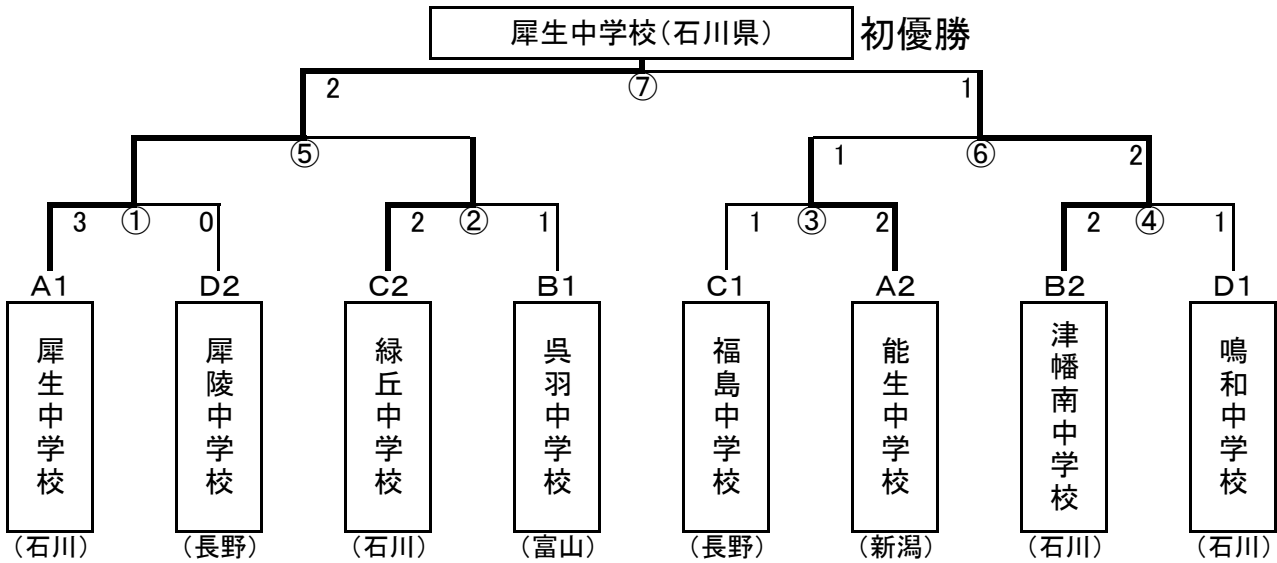 犀生中学校（石川県） 初優勝
2 ⑦ 1
⑤ 1 ⑥ 2
3 ① 0 2 ② 1 1 ③ 2 2 ④ 1
A1 D2 C2 B1 C1 A2 B2 D1
犀生中学校
犀陵中学校
緑丘中学校
呉羽中学校
福島中学校
能生中学校
津幡南中学校
鳴和中学校
（石川） （長野） （石川） （富山） （長野） （新潟） （石川） （石川）